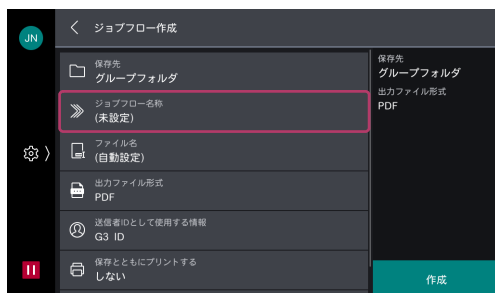 JN
ジョブフロー作成
保存先
グループフォルダ
ジョブフロー名称
(未設定)
ファイル名
(自動設定)
出力ファイル形式
PDF
送信者IDとして使用する情報
G3 ID
保存とともにプリントする
しない
保存先
グループフォルダ
出力ファイル形式
PDF
作成